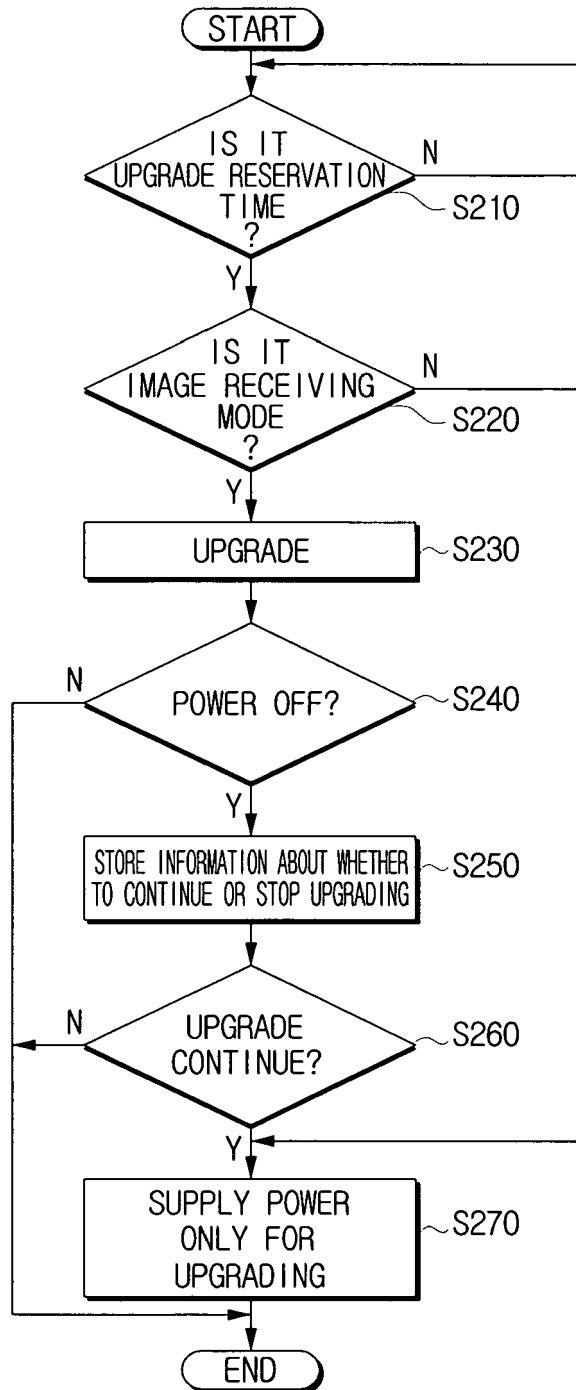 START
IS IT
UPGRADE RESERVATION
TIME
?
N
S210
Y
IS IT
IMAGE RECEIVING
MODE
?
N
S220
Y
UPGRADE
S230
N
POWER OFF?
S240
Y
STORE INFORMATION ABOUT WHETHER
TO CONTINUE OR STOP UPGRADING
S250
N
UPGRADE
CONTINUE?
S260
Y
SUPPLY POWER
ONLY FOR
UPGRADING
S270
END